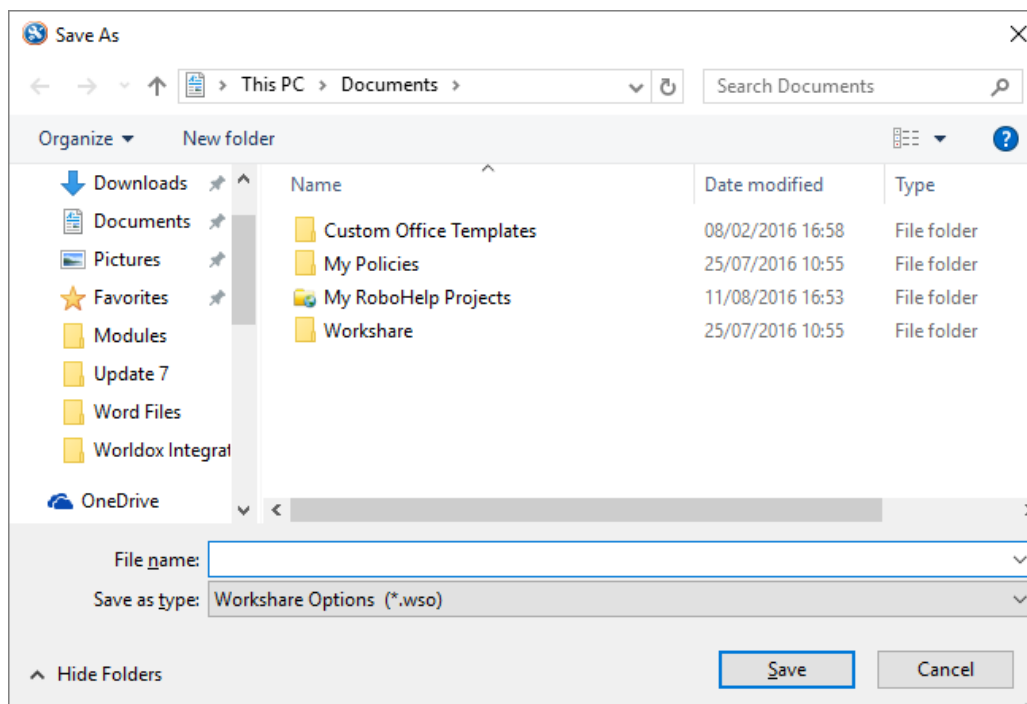 Save As
This PC > Documents >
Search Documents
Organize
New folder
?
Downloads
Documents
Pictures
Favorites
Modules
Update 7
Word Files
Worldox Integrat
OneDrive
Name Date modified Type
Custom Office Templates 08/02/2016 16:58 File folder
My Policies 25/07/2016 10:55 File folder
My RoboHelp Projects 11/08/2016 16:53 File folder
Workshare 25/07/2016 10:55 File folder
File name:
Save as type: Workshare Options (*.wso)
Hide Folders
Save
Cancel